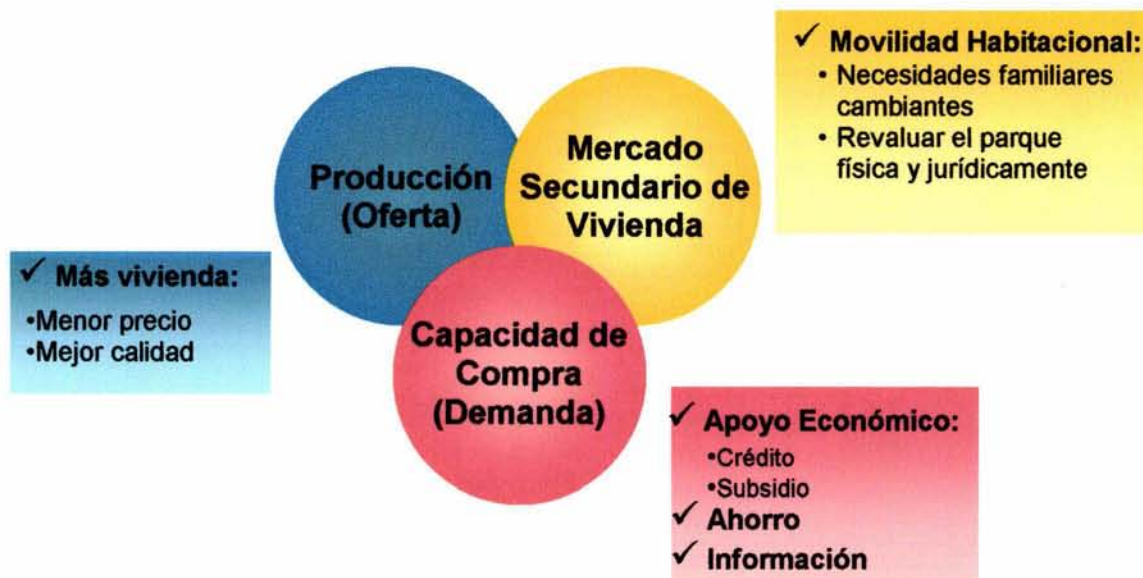 Producción
(Oferta)
Mercado
Secundario de
Vivienda
Capacidad de
Compra
(Demanda)
✓ Movilidad Habitacional:
• Necesidades familiares
cambiantes
• Revaluar el parque
física y jurídicamente
✓ Más vivienda:
•Menor precio
•Mejor calidad
✓ Apoyo Económico:
•Crédito
•Subsidio
✓ Ahorro
✓ Información